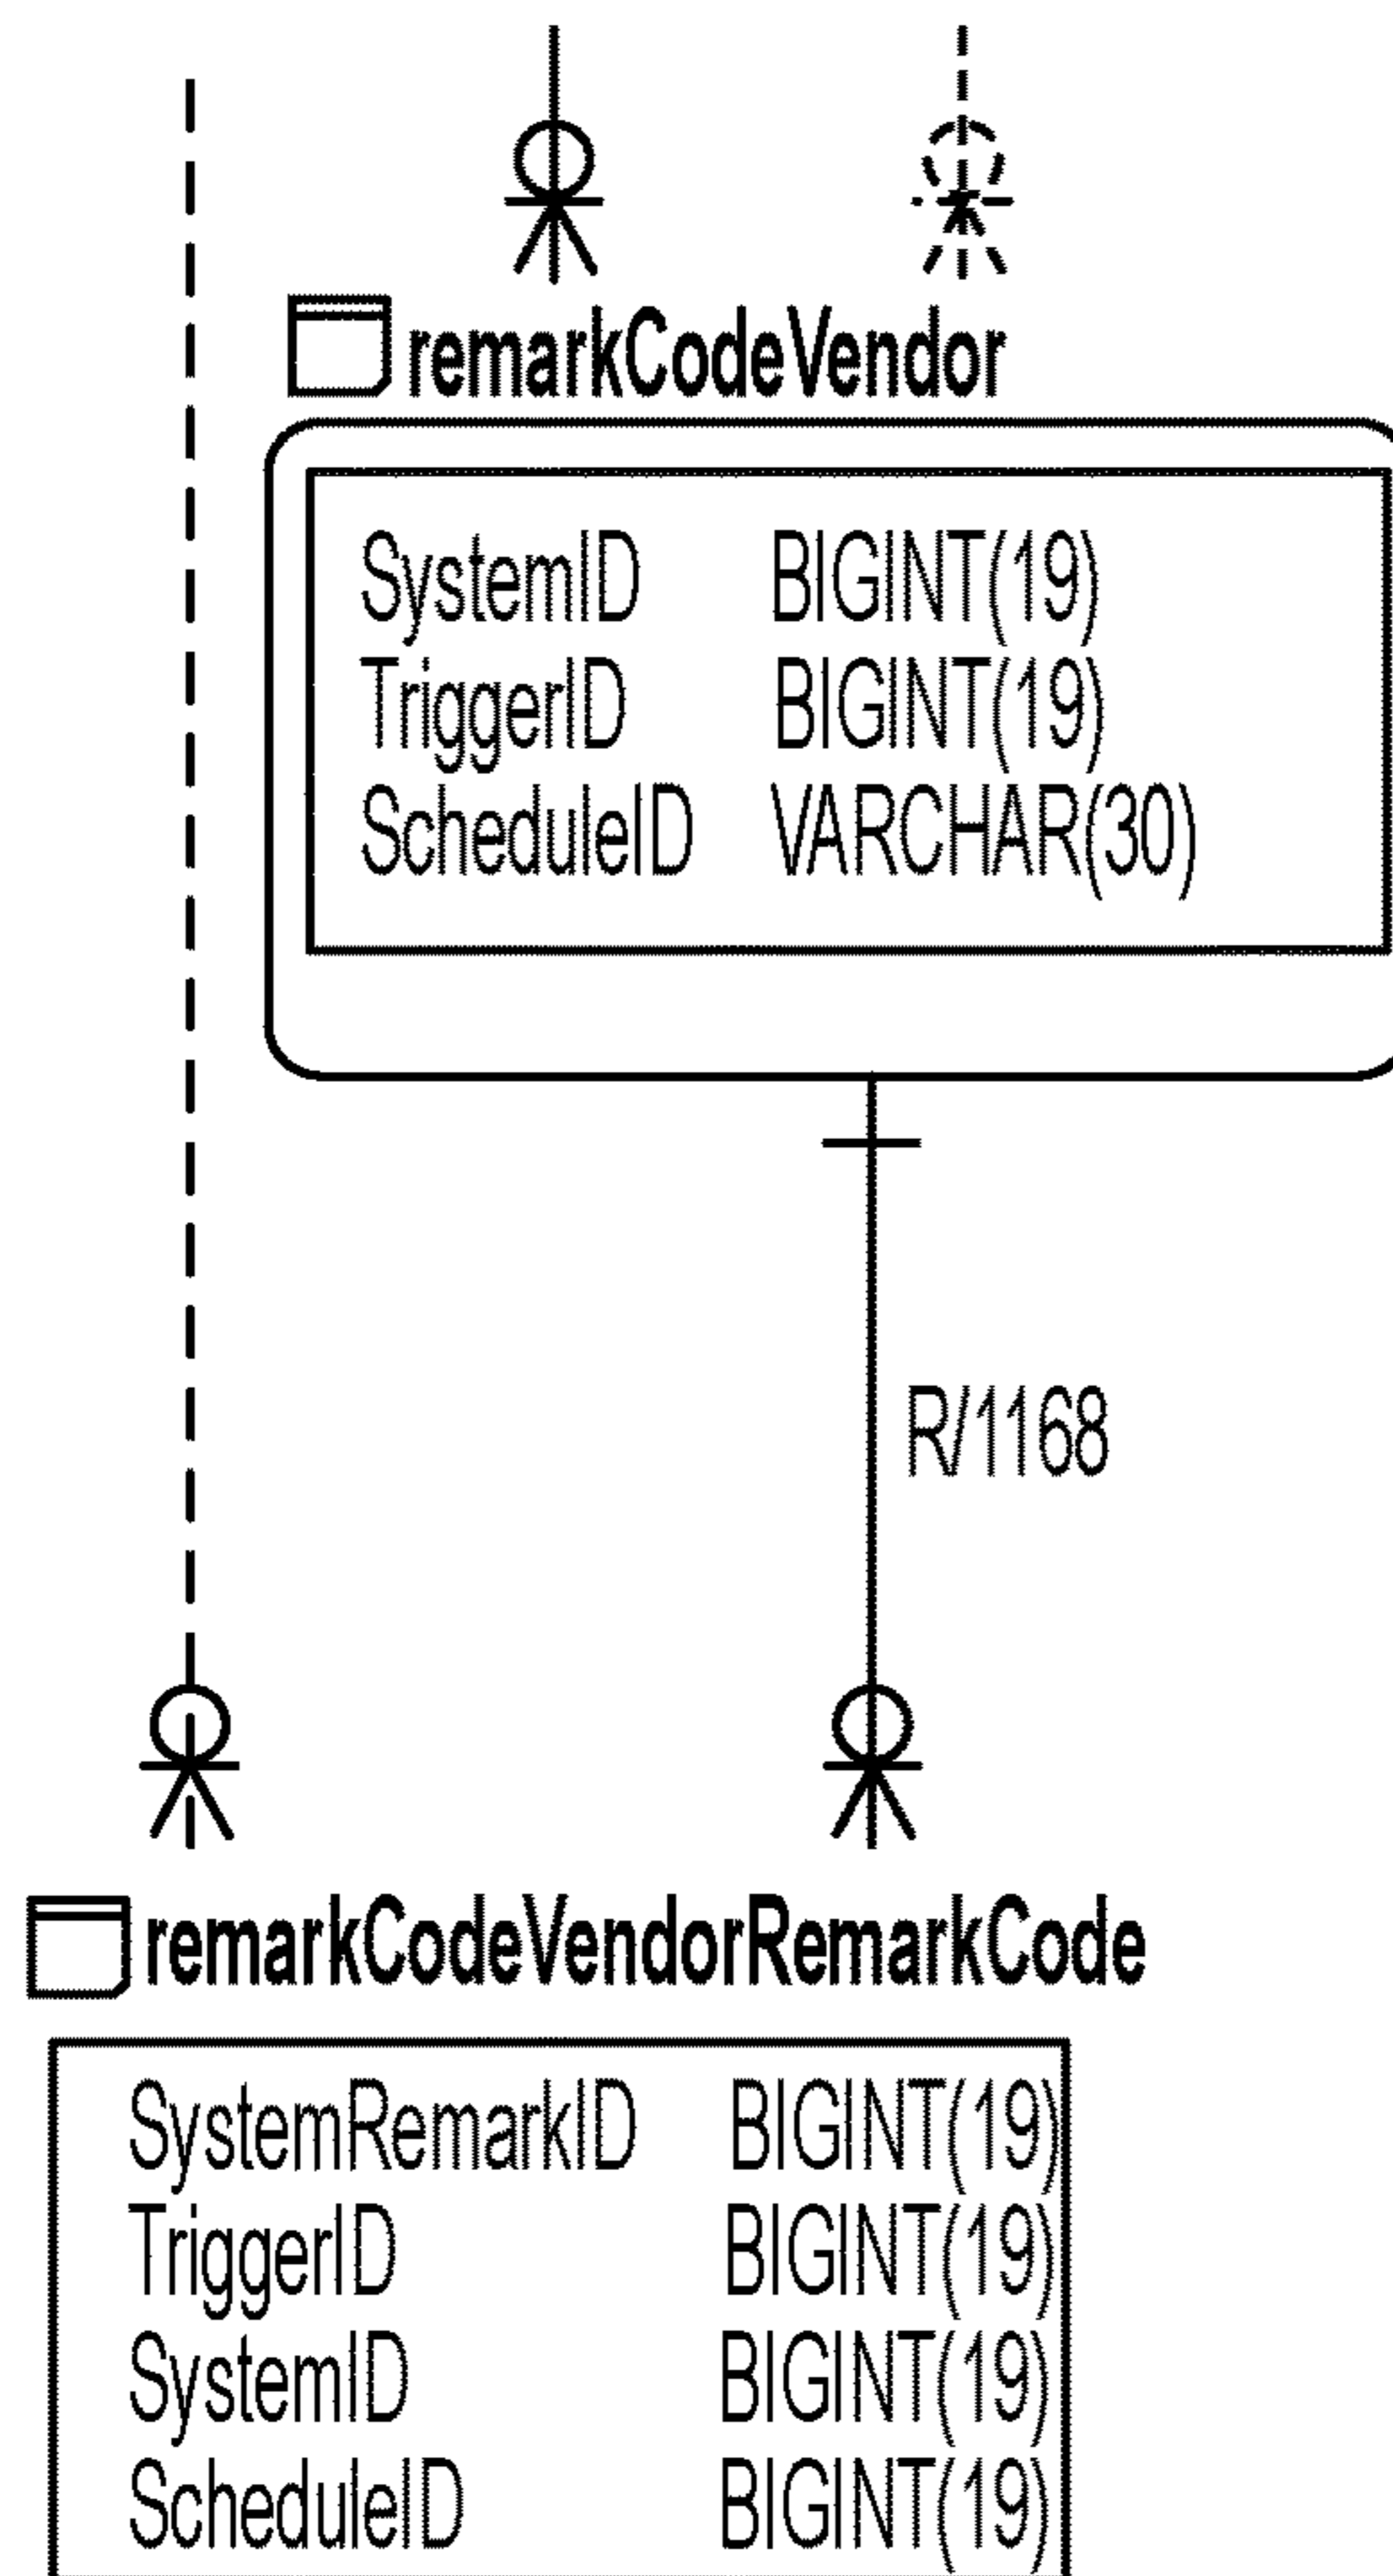 remarkCodeVendor
SystemID BIGINT(19)
TriggerID BIGINT(19)
ScheduleID VARCHAR(30)
R/1168
remarkCodeVendorRemarkCode
SystemRemarkID BIGINT(19)
TriggerID BIGINT(19)
SystemID BIGINT(19)
ScheduleID BIGINT(19)